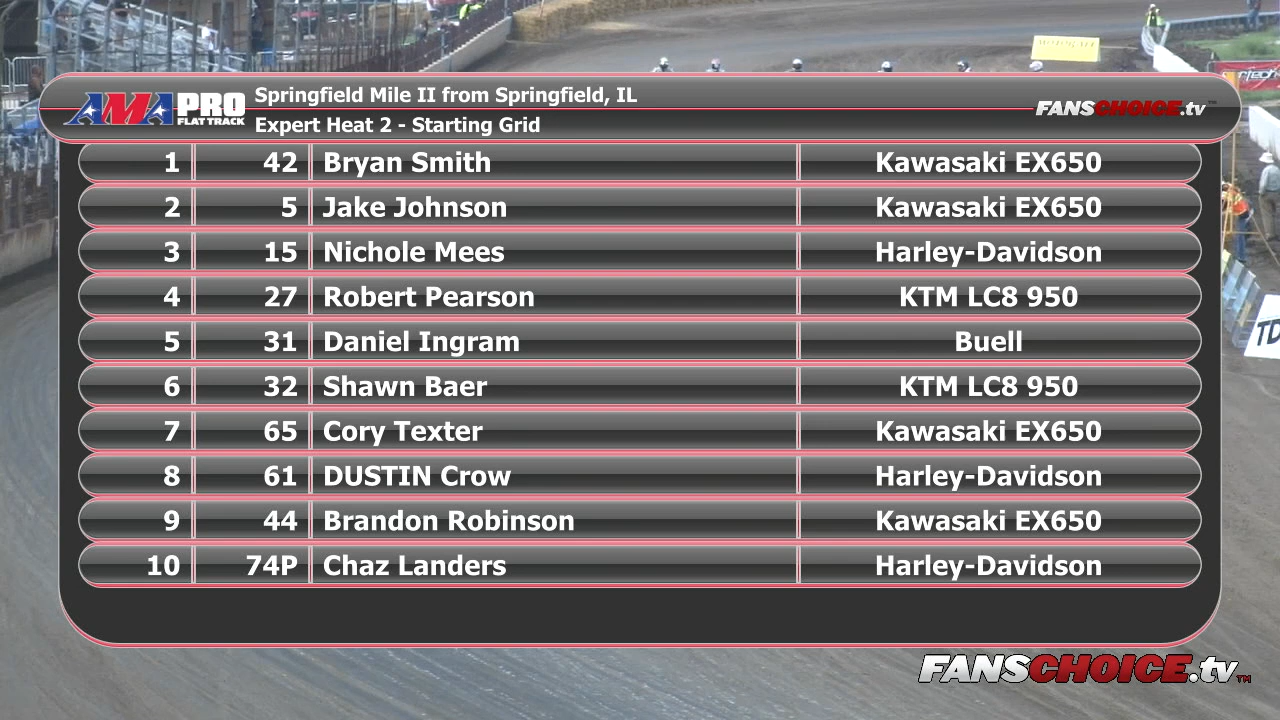 AMA PRO
FLAT TRACK
Springfield Mile II from Springfield, IL
Expert Heat 2 - Starting Grid
FANSCHOICE.tv™
1 42 Bryan Smith Kawasaki EX650
2 5 Jake Johnson Kawasaki EX650
3 15 Nichole Mees Harley-Davidson
4 27 Robert Pearson KTM LC8 950
5 31 Daniel Ingram Buell
6 32 Shawn Baer KTM LC8 950
7 65 Cory Texter Kawasaki EX650
8 61 DUSTIN Crow Harley-Davidson
9 44 Brandon Robinson Kawasaki EX650
10 74P Chaz Landers Harley-Davidson
TD
FANSCHOICE.tv™